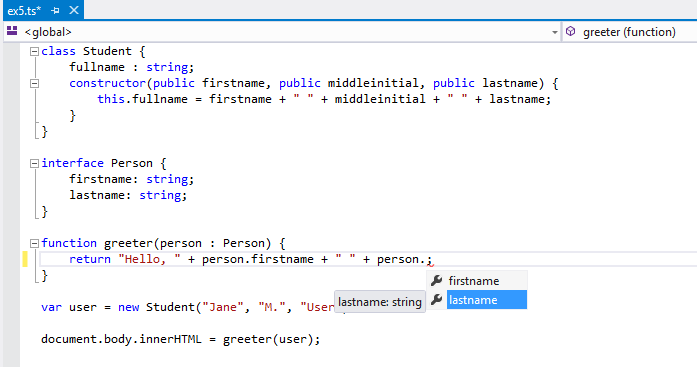 ex5.ts*
<global> greeter (function)
class Student {
fullname : string;
constructor(public firstname, public middleinitial, public lastname) {
this.fullname = firstname + " " + middleinitial + " " + lastname;
}
}
interface Person {
firstname: string;
lastname: string;
}
function greeter(person : Person) {
return "Hello, " + person.firstname + " " + person.;
}
firstname
lastname: string lastname
var user = new Student("Jane", "M.", "User
document.body.innerHTML = greeter(user);